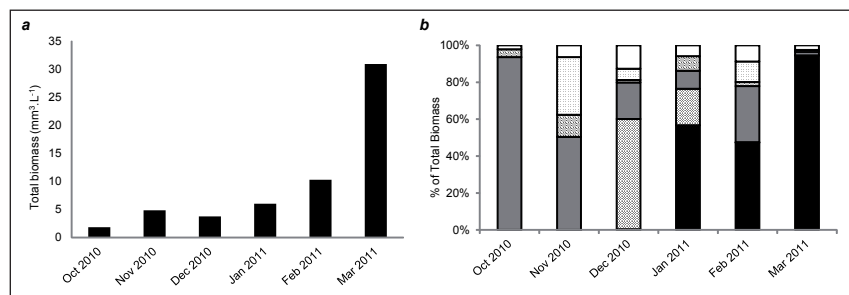 a
Total biomass (mm³.L⁻¹)
35
30
25
20
15
10
5
0
Oct 2010
Nov 2010
Dec 2010
Jan 2011
Feb 2011
Mar 2011
b
% of Total Biomass
100%
80%
60%
40%
20%
0%
Oct 2010
Nov 2010
Dec 2010
Jan 2011
Feb 2011
Mar 2011